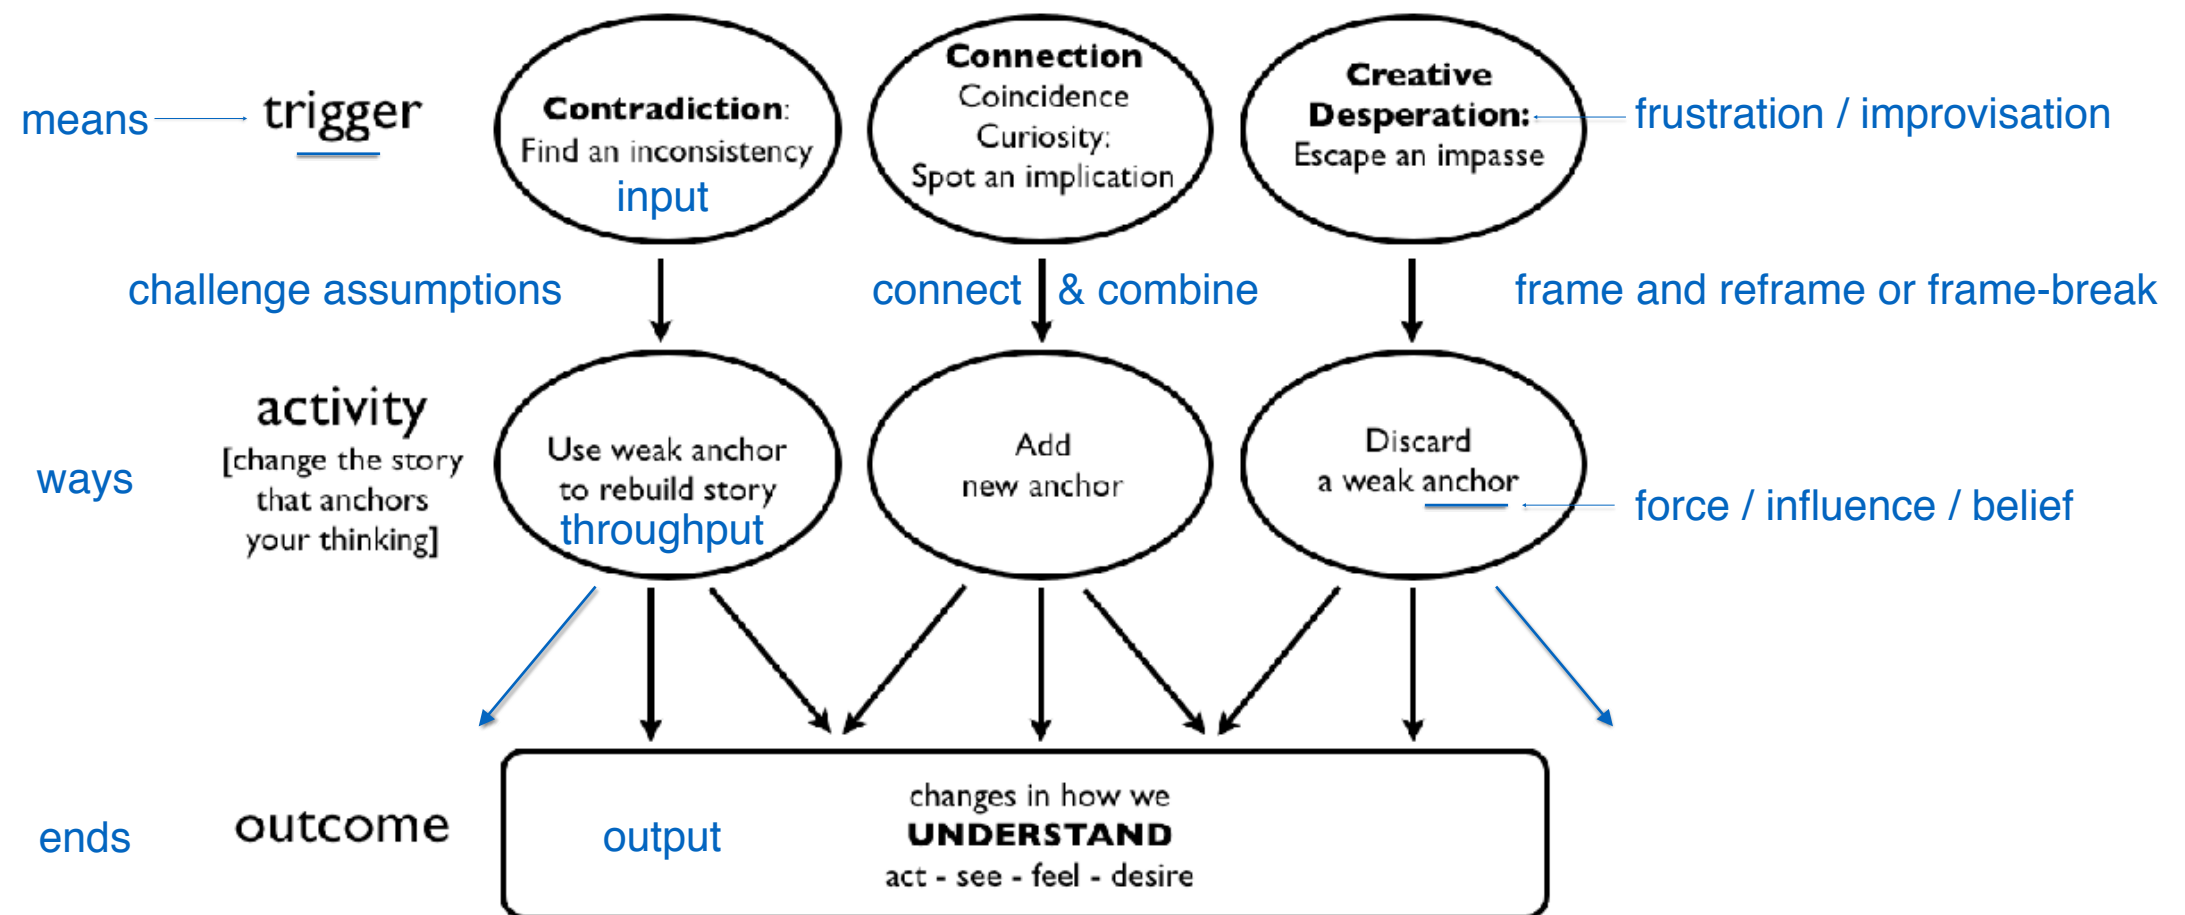 means
trigger
Contradiction:
Find an inconsistency
input
Connection
Coincidence
Curiosity:
Spot an implication
Creative
Desperation:
Escape an impasse
frustration / improvisation
challenge assumptions
connect & combine
frame and reframe or frame-break
ways
activity
[change the story
that anchors
your thinking]
Use weak anchor
to rebuild story
throughput
Add
new anchor
Discard
a weak anchor
force / influence / belief
ends
outcome
output
changes in how we
UNDERSTAND
act - see - feel - desire